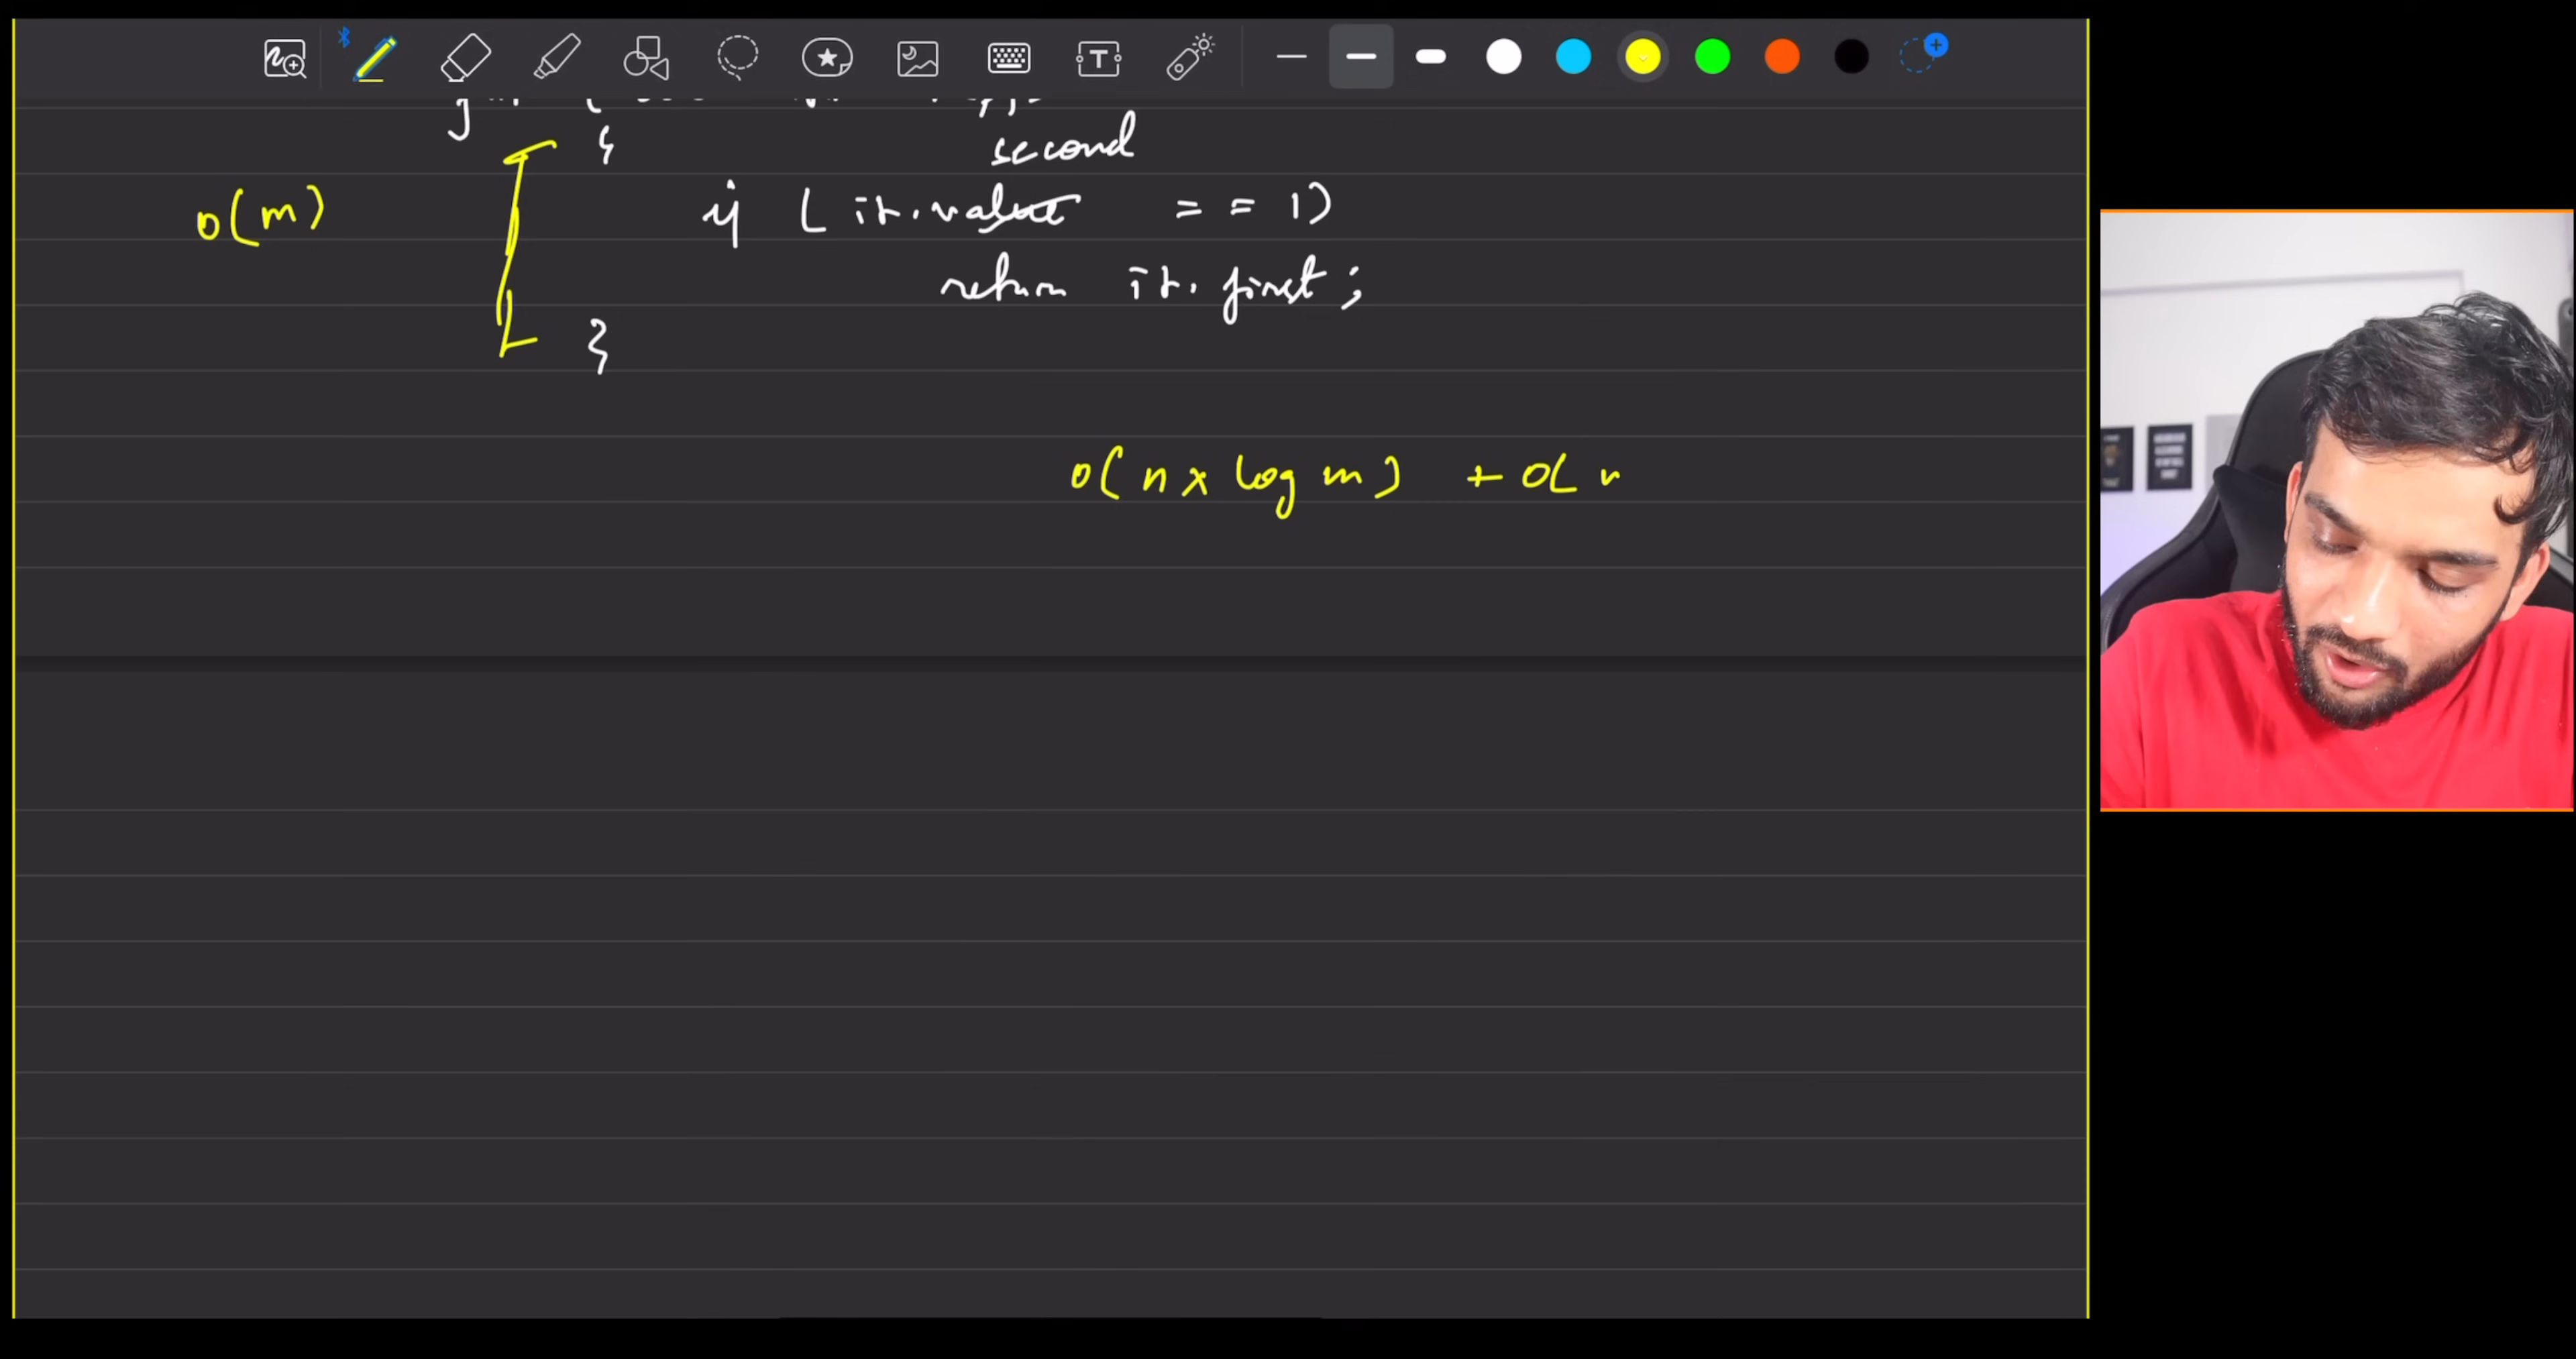 second
o(m) if ( it.value == 1)
return it.first;
}
o( n x log m ) + o(